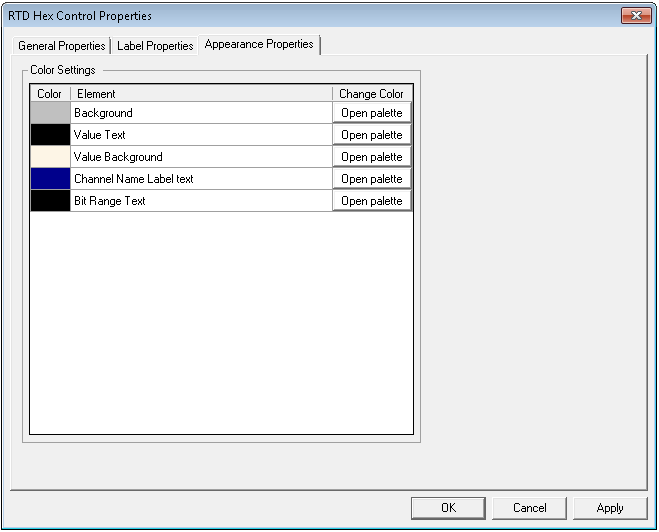 RTD Hex Control Properties
General Properties Label Properties Appearance Properties
Color Settings
Color Element Change Color
Background Open palette
Value Text Open palette
Value Background Open palette
Channel Name Label text Open palette
Bit Range Text Open palette
OK Cancel Apply